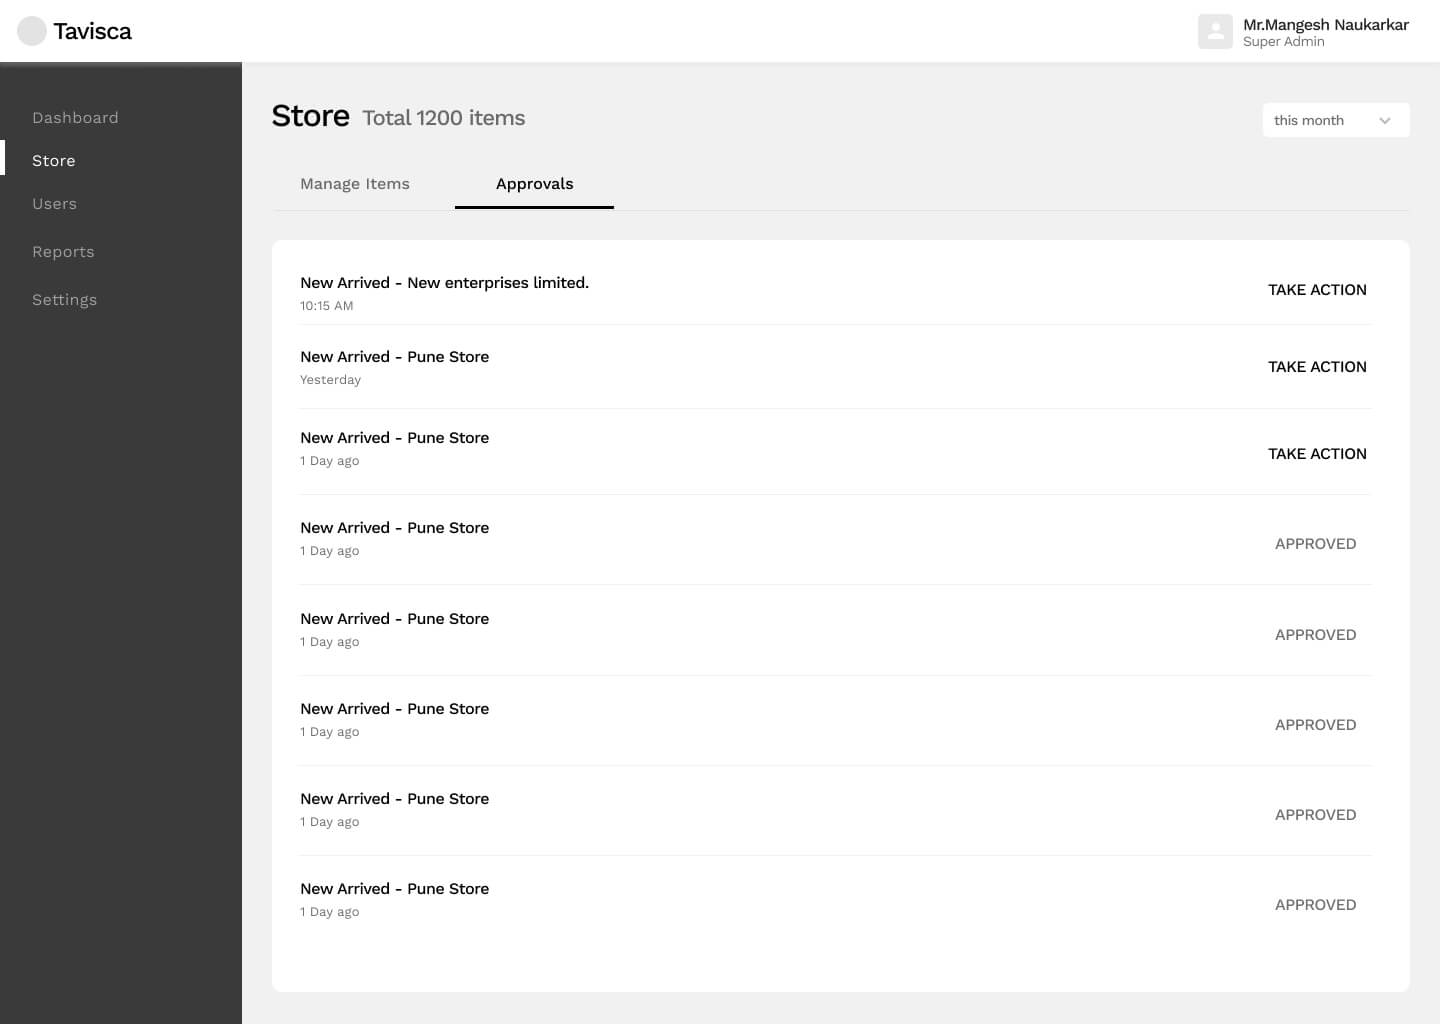 Tavisca
Mr.Mangesh Naukarkar
Super Admin
Dashboard
Store
Users
Reports
Settings
Store Total 1200 items
this month
Manage Items
Approvals
New Arrived - New enterprises limited.
10:15 AM
TAKE ACTION
New Arrived - Pune Store
Yesterday
TAKE ACTION
New Arrived - Pune Store
1 Day ago
TAKE ACTION
New Arrived - Pune Store
1 Day ago
APPROVED
New Arrived - Pune Store
1 Day ago
APPROVED
New Arrived - Pune Store
1 Day ago
APPROVED
New Arrived - Pune Store
1 Day ago
APPROVED
New Arrived - Pune Store
1 Day ago
APPROVED